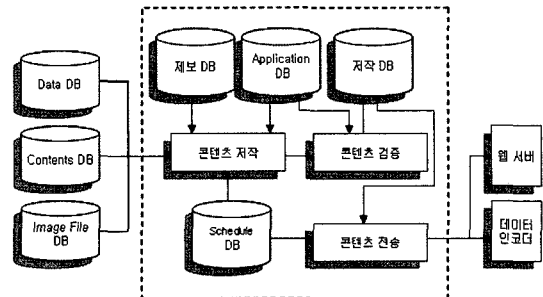 제보 DB
Application
DB
저작 DB
Data DB
Contents DB
Image File
DB
콘텐츠 저작
콘텐츠 검증
Schedule
DB
콘텐츠 전송
웹 서버
데이터
인코더